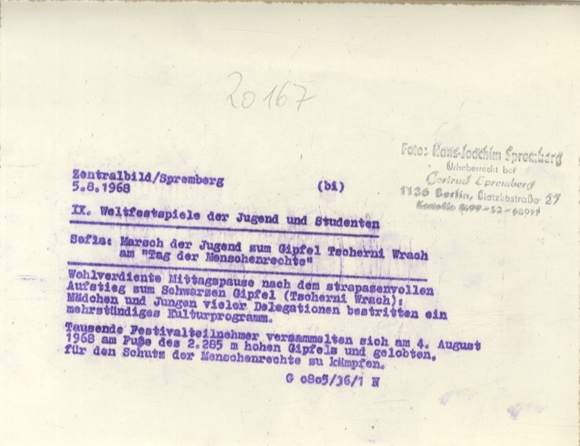 20167
Foto: Hans-Joachim Spremberg
Urheberrecht bei
Gertrud Spremberg
1136 Berlin,
Zentralbild/Spremberg (bi)
5.8.1968
IX. Weltfestspiele der Jugend und Studenten
Sofia: Marsch der Jugend zum Gipfel Tscherni Wrach
am "Tag der Menschenrechte"
Wohlverdiente Mittagspause nach dem strapazenvollen
Aufstieg zum Schwarzen Gipfel (Tscherni Wrach):
Mädchen und Jungen vieler Delegationen bestritten ein
mehrstündiges Kulturprogramm.
Tausende Festivalteilnehmer versammelten sich am 4. August
1968 am Fuße des 2.285 m hohen Gipfels und gelobten,
für den Schutz der Menschenrechte zu kämpfen.
G 0805/36/1 N